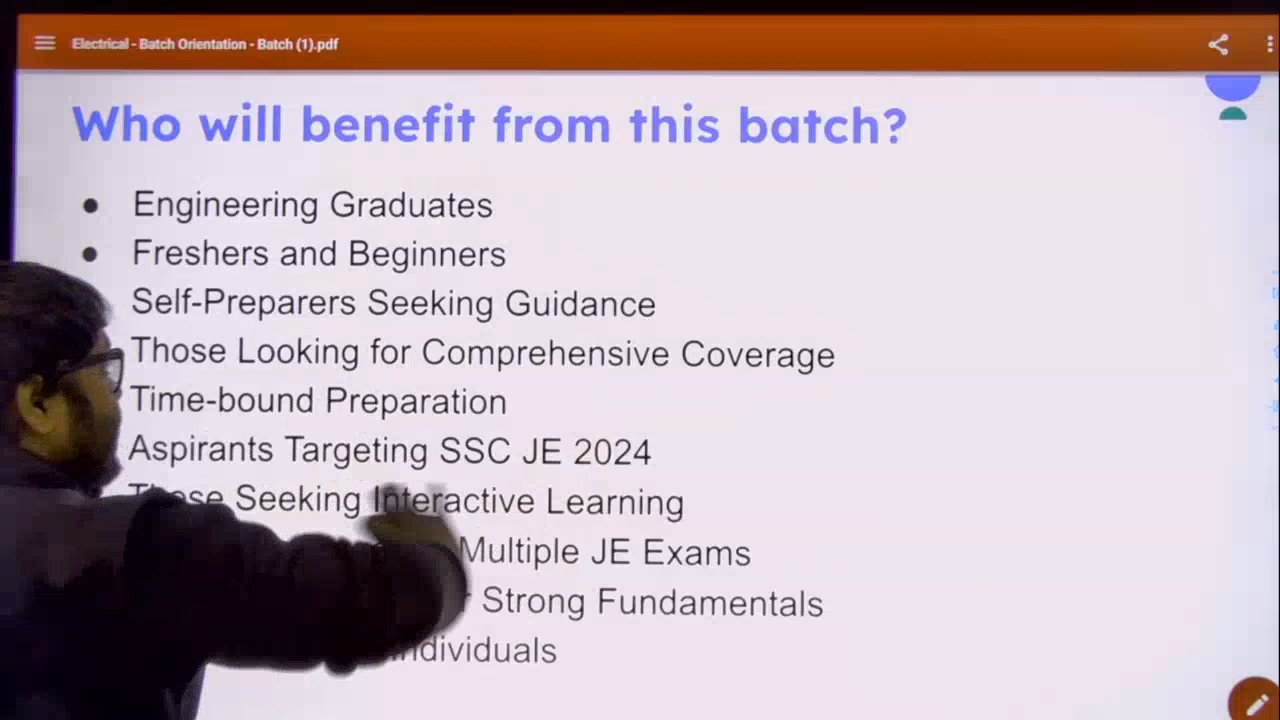 Electrical - Batch Orientation - Batch (1).pdf
Who will benefit from this batch?
Engineering Graduates
Freshers and Beginners
Self-Preparers Seeking Guidance
Those Looking for Comprehensive Coverage
Time-bound Preparation
Aspirants Targeting SSC JE 2024
Those Seeking Interactive Learning
Multiple JE Exams
Strong Fundamentals
Individuals